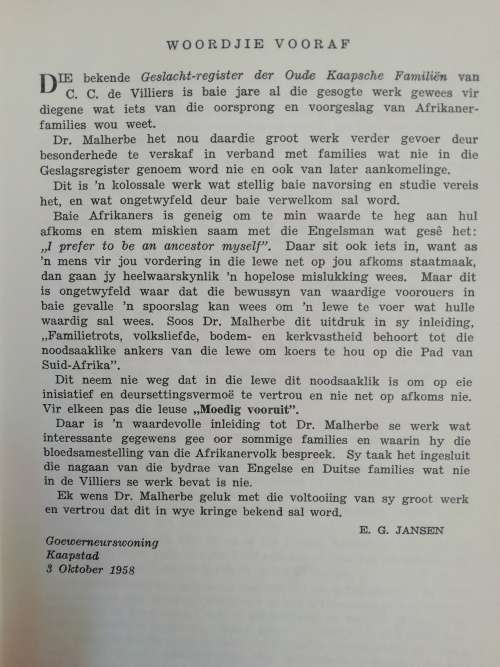 WOORDJIE VOORAF
DIE bekende Geslacht-register der Oude Kaapsche Familiën van
C. C. de Villiers is baie jare al die gesogte werk gewees vir
diegene wat iets van die oorsprong en voorgeslag van Afrikaner-
families wou weet.
Dr. Malherbe het nou daardie groot werk verder gevoer deur
besonderhede te verskaf in verband met families wat nie in die
Geslagsregister genoem word nie en ook van later aankomelinge.
Dit is 'n kolossale werk wat stellig baie navorsing en studie vereis
het, en wat ongetwyfeld deur baie verwelkom sal word.
Baie Afrikaners is geneig om te min waarde te heg aan hul
afkoms en stem miskien saam met die Engelsman wat gesê het:
„I prefer to be an ancestor myself". Daar sit ook iets in, want as
'n mens vir jou vordering in die lewe net op jou afkoms staatmaak,
dan gaan jy heelwaarskynlik 'n hopelose mislukking wees. Maar dit
is ongetwyfeld waar dat die bewussyn van waardige voorouers in
baie gevalle 'n spoorslag kan wees om 'n lewe te voer wat hulle
waardig sal wees. Soos Dr. Malherbe dit uitdruk in sy inleiding,
„Familietrots, volksliefde, bodem- en kerkvastheid behoort tot die
noodsaaklike ankers van die lewe om koers te hou op die Pad van
Suid-Afrika".
Dit neem nie weg dat in die lewe dit noodsaaklik is om op eie
inisiatief en deursettingsvermoë te vertrou en nie net op afkoms nie.
Vir elkeen pas die leuse „Moedig vooruit".
Daar is 'n waardevolle inleiding tot Dr. Malherbe se werk wat
interessante gegewens gee oor sommige families en waarin hy die
bloedsamestelling van die Afrikanervolk bespreek. Sy taak het ingesluit
die nagaan van die bydrae van Engelse en Duitse families wat nie
in de Villiers se werk bevat is nie.
Ek wens Dr. Malherbe geluk met die voltooiing van sy groot werk
en vertrou dat dit in wye kringe bekend sal word.
E. G. JANSEN
Goewerneurswoning
Kaapstad
3 Oktober 1958